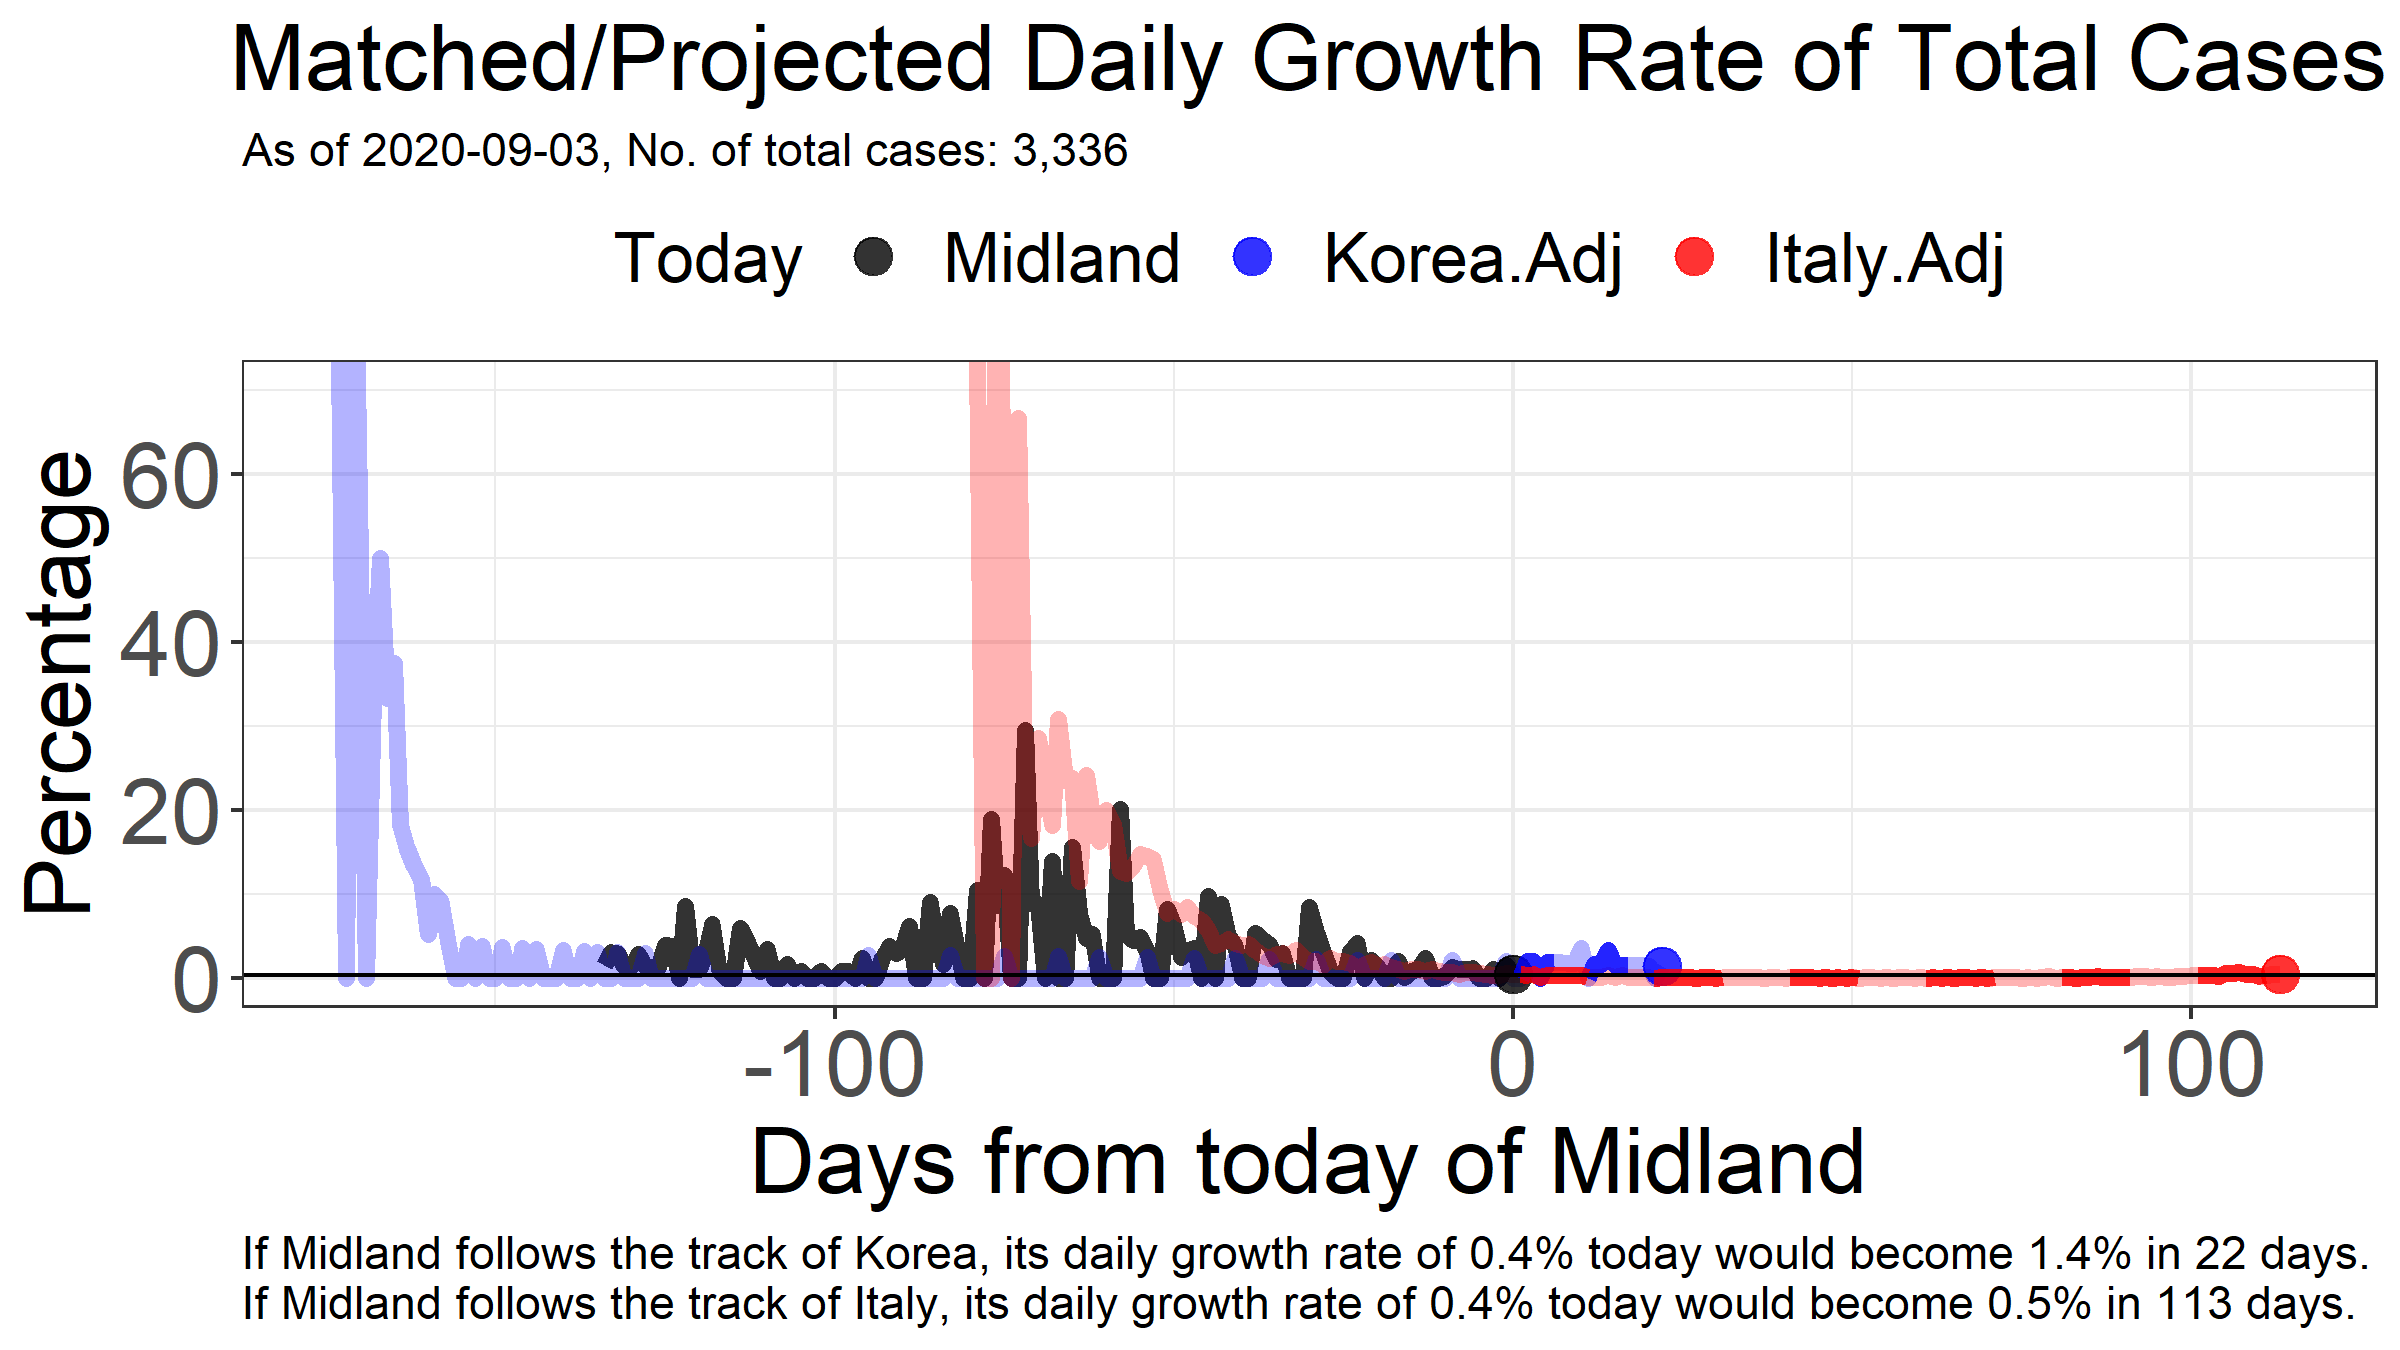 Matched/Projected Daily Growth Rate of Total Cases
As of 2020-09-03, No. of total cases: 3,336
Today Midland Korea.Adj Italy.Adj
Percentage
60
40
20
0
-100 0 100
Days from today of Midland
If Midland follows the track of Korea, its daily growth rate of 0.4% today would become 1.4% in 22 days.
If Midland follows the track of Italy, its daily growth rate of 0.4% today would become 0.5% in 113 days.